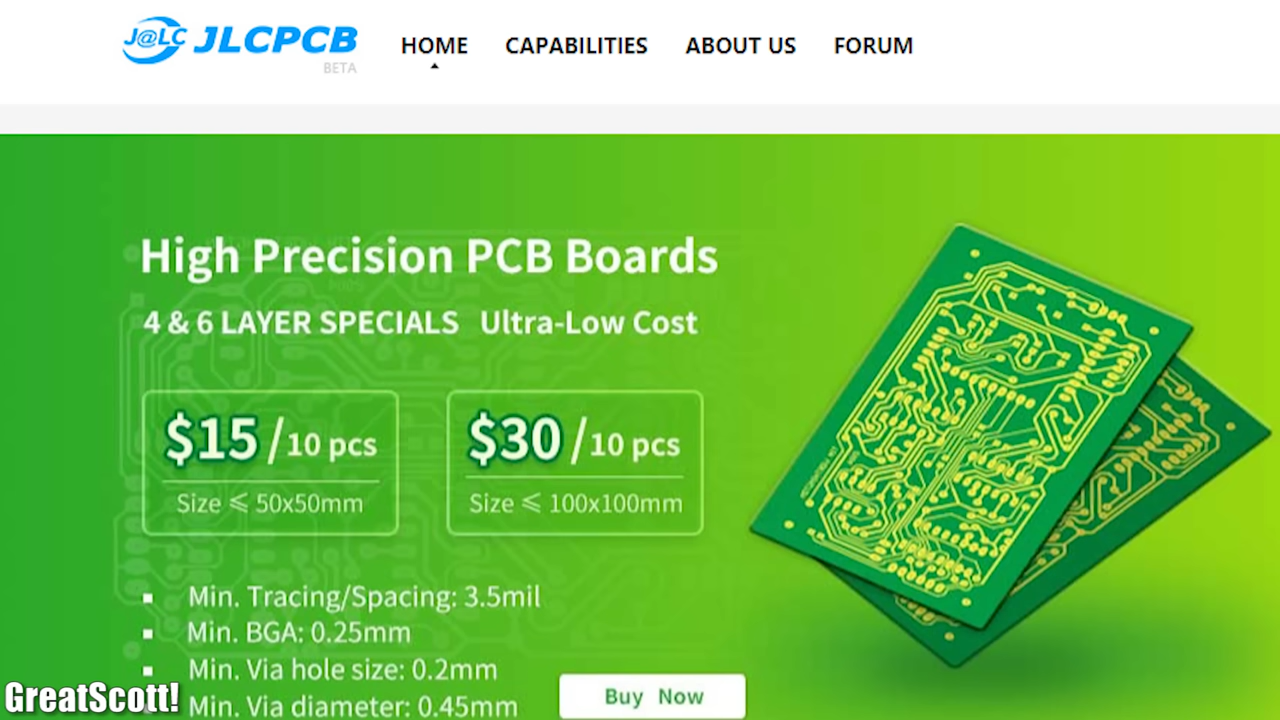 J@LC JLCPCB
BETA
HOME CAPABILITIES ABOUT US FORUM
High Precision PCB Boards
4 & 6 LAYER SPECIALS Ultra-Low Cost
$15/10 pcs
Size ⩽ 50x50mm
$30/10 pcs
Size ⩽ 100x100mm
▪ Min. Tracing/Spacing: 3.5mil
▪ Min. BGA: 0.25mm
▪ Min. Via hole size: 0.2mm
▪ Min. Via diameter: 0.45mm
Buy Now
GreatScott!